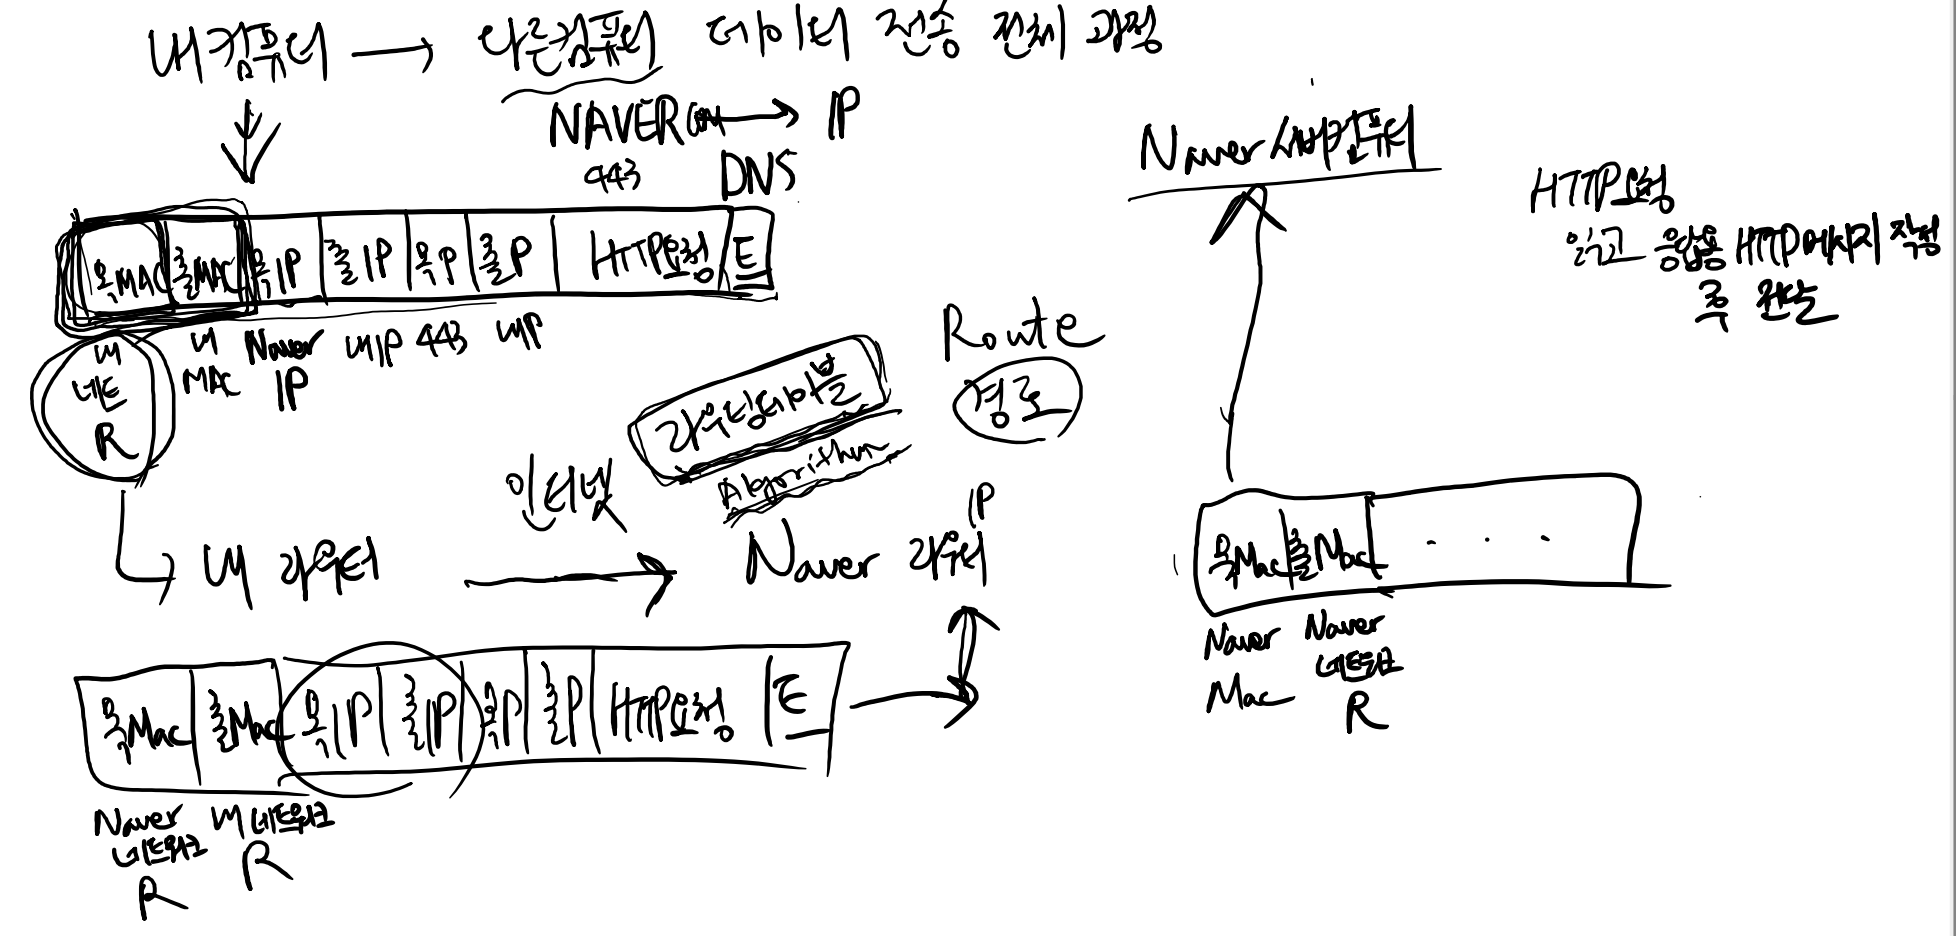 내컴퓨터 → 다른컴퓨터 데이터 전송 전체 과정
NAVER.COM → IP
443 DNS
목MAC 출MAC 목IP 출IP 목P 출P HTTP요청 E
내 네트 R
내 MAC
Naver IP
내IP
443
내P
라우팅테이블
Algorithm
Route
경로
인터넷
내 라우터 → Naver 라우터
IP
목Mac 출Mac 목IP 출IP 목P 출P HTTP요청 E
Naver 네트워크 R
내 네트워크 R
Naver 서버컴퓨터
목Mac 출Mac . . .
Naver Mac
Naver 네트워크 R
HTTP요청
읽고 응답용 HTTP메시지 작성
후 완료